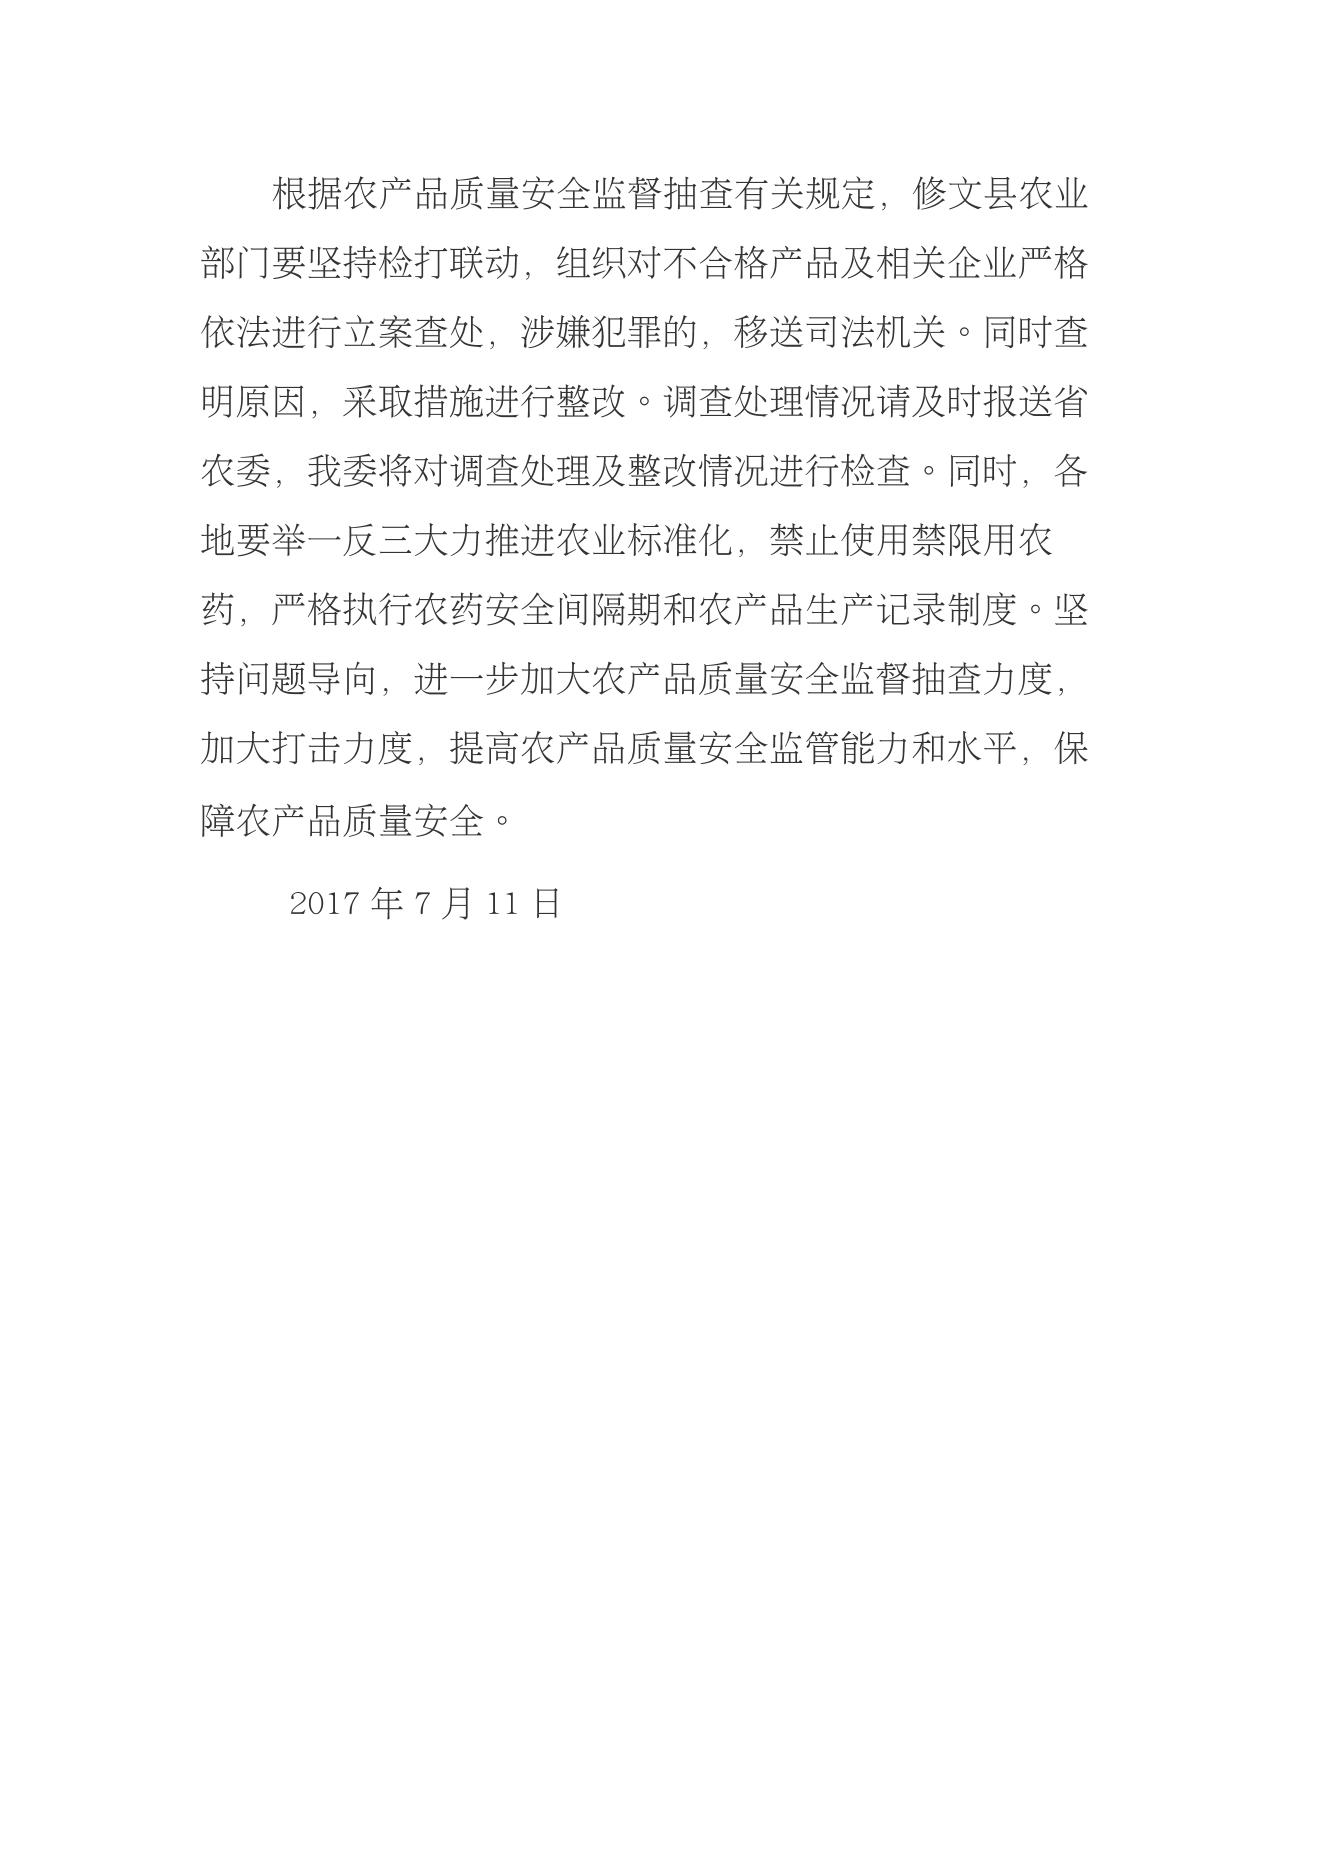 根据农产品质量安全监督抽查有关规定，修文县农业
部门要坚持检打联动，组织对不合格产品及相关企业严格
依法进行立案查处，涉嫌犯罪的，移送司法机关。同时查
明原因，采取措施进行整改。调查处理情况请及时报送省
农委，我委将对调查处理及整改情况进行检查。同时，各
地要举一反三大力推进农业标准化，禁止使用禁限用农
药，严格执行农药安全间隔期和农产品生产记录制度。坚
持问题导向，进一步加大农产品质量安全监督抽查力度，
加大打击力度，提高农产品质量安全监管能力和水平，保
障农产品质量安全。
2017 年 7 月 11 日